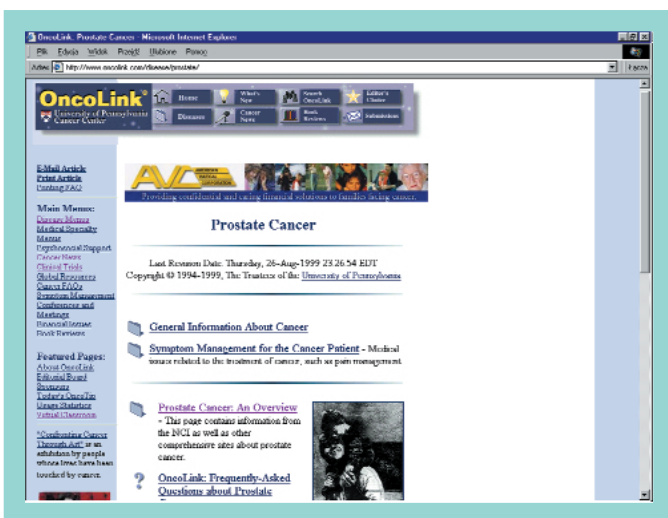 OncoLink: Prostate Cancer - Microsoft Internet Explorer
Plik Edycja Widok Przejdź Ulubione Pomoc
Adres http://www.oncolink.com/disease/prostate/ Łącza
OncoLink®
University of Pennsylvania
Cancer Center
Home
What's
New
Search
OncoLink
Editor's
Choice
Diseases
Cancer
News
Book
Reviews
Submissions
E-Mail Article
Print Article
Printing FAQ
Main Menus:
Disease Menus
Medical Specialty
Menus
Psychosocial Support
Cancer News
Clinical Trials
Global Resources
Cancer FAQs
Symptom Management
Conferences and
Meetings
Financial Issues
Book Reviews
Featured Pages:
About OncoLink
Editorial Board
Sponsors
Today's OncoTip
Usage Statistics
Virtual Classroom
"Confronting Cancer
Through Art" is an
exhibition by people
whose lives have been
touched by cancer.
AVC AMERICAN
VIATICAL
CORPORATION
Providing confidential and caring financial solutions to families facing cancer.
Prostate Cancer
Last Revision Date: Thursday, 26-Aug-1999 23:26:54 EDT
Copyright © 1994-1999, The Trustees of the University of Pennsylvania
General Information About Cancer
Symptom Management for the Cancer Patient - Medical
issues related to the treatment of cancer, such as pain management
Prostate Cancer: An Overview
- This page contains information from
the NCI as well as other
comprehensive sites about prostate
cancer.
OncoLink: Frequently-Asked
Questions about Prostate